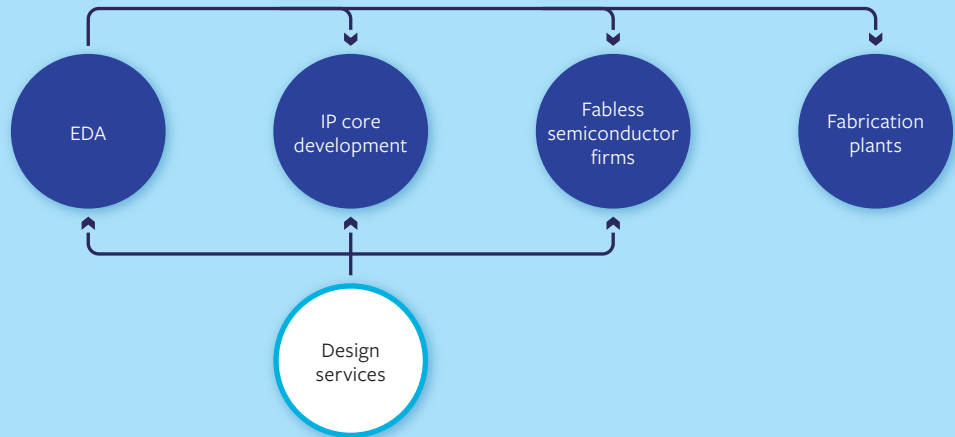 EDA
IP core
development
Fabless
semiconductor
firms
Fabrication
plants
Design
services